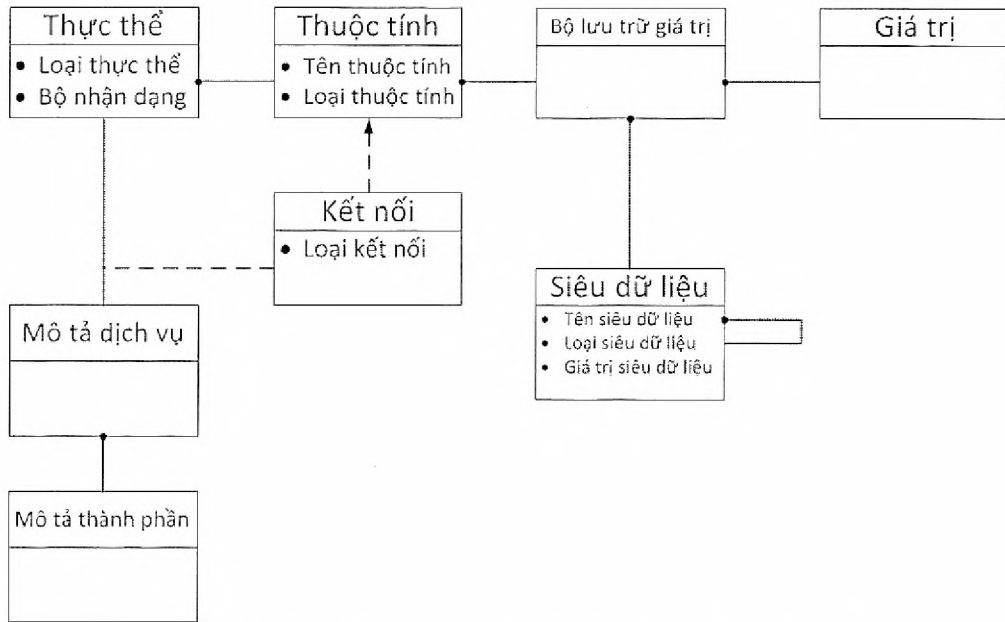 Thực thể
• Loại thực thể
• Bộ nhận dạng
Thuộc tính
• Tên thuộc tính
• Loại thuộc tính
Bộ lưu trữ giá trị
Giá trị
Kết nối
• Loại kết nối
Siêu dữ liệu
• Tên siêu dữ liệu
• Loại siêu dữ liệu
• Giá trị siêu dữ liệu
Mô tả dịch vụ
Mô tả thành phần